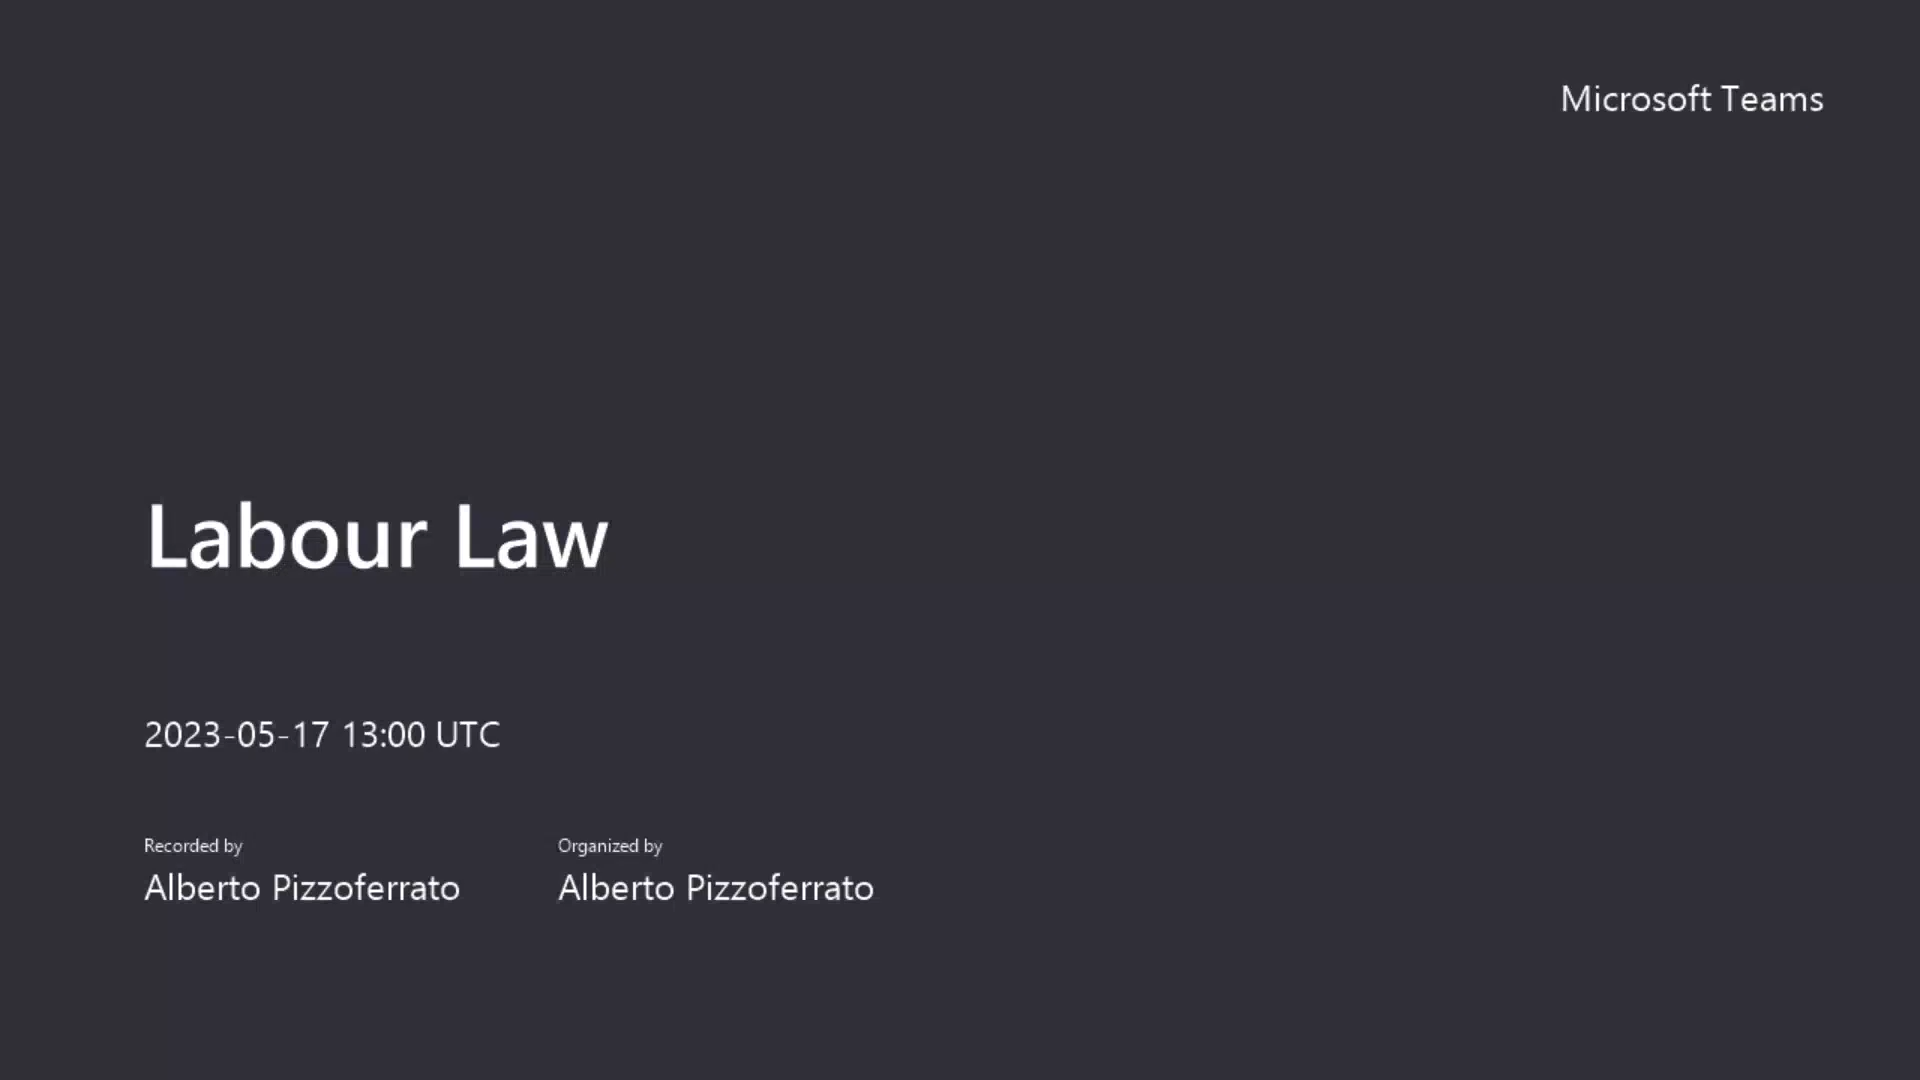 Microsoft Teams
Labour Law
2023-05-17 13:00 UTC
Recorded by
Alberto Pizzoferrato
Organized by
Alberto Pizzoferrato